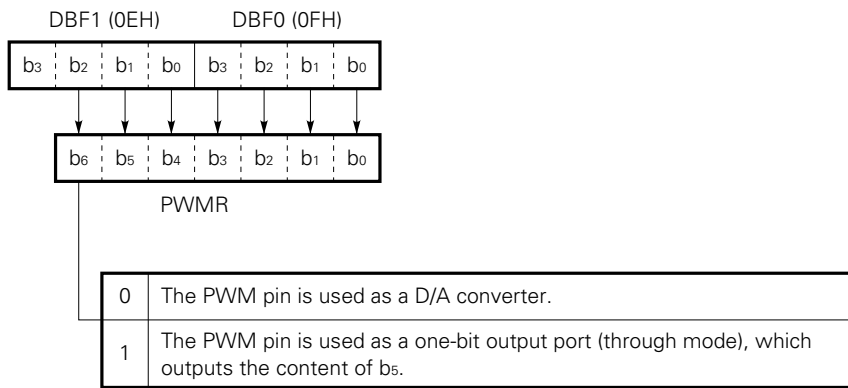 DBF1 (0EH) DBF0 (0FH)
b3 b2 b1 b0 b3 b2 b1 b0
b6 b5 b4 b3 b2 b1 b0
PWMR
0 The PWM pin is used as a D/A converter.
1 The PWM pin is used as a one-bit output port (through mode), which
outputs the content of b5.